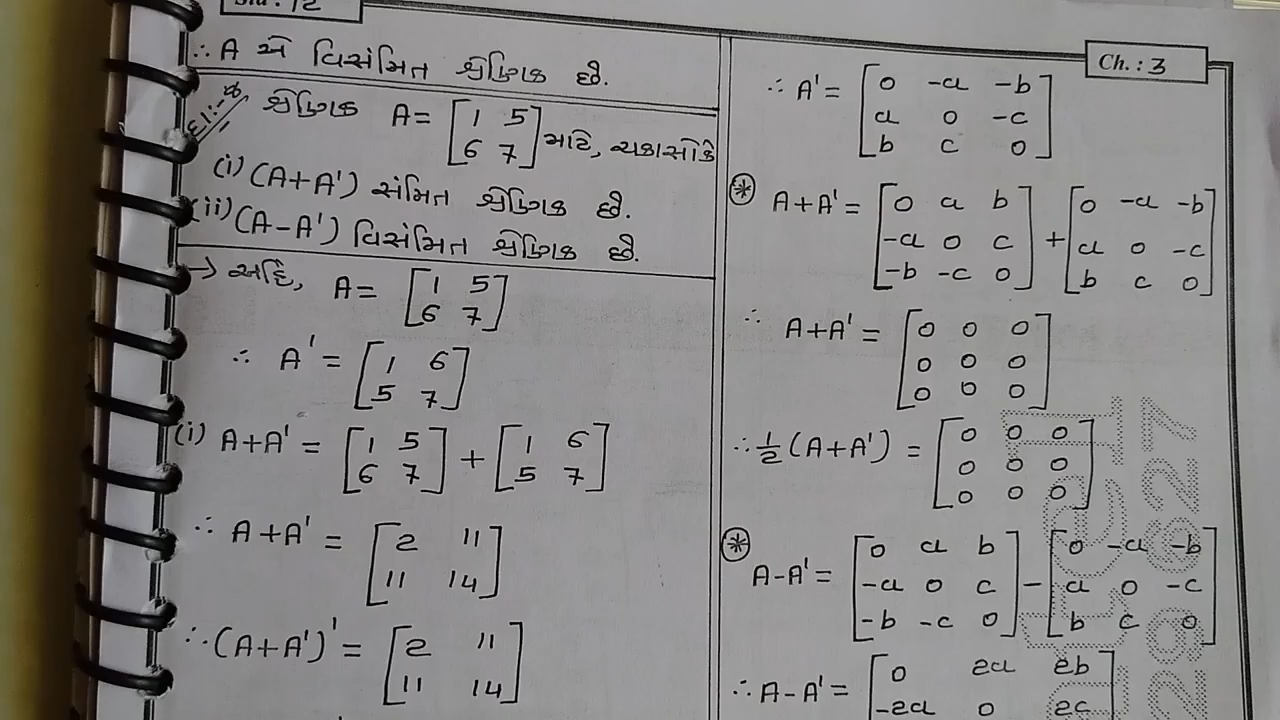 Std : 12
∴ A એ વિસંમિત શ્રેણિક છે.
શ્રેણિક A = [1 5
6 7] માટે, ચકાસો કે
(i) (A+A') સંમિત શ્રેણિક છે.
(ii) (A-A') વિસંમિત શ્રેણિક છે.
→ અહિં, A = [1 5
6 7]
∴ A' = [1 6
5 7]
(i) A+A' = [1 5
6 7] + [1 6
5 7]
∴ A+A' = [2 11
11 14]
∴ (A+A')' = [2 11
11 14]
Ch. : 3
∴ A' = [0 -a -b
a 0 -c
b c 0]
* A+A' = [0 a b
-a 0 c
-b -c 0] + [0 -a -b
a 0 -c
b c 0]
∴ A+A' = [0 0 0
0 0 0
0 0 0]
∴ 1/2 (A+A') = [0 0 0
0 0 0
0 0 0]
* A-A' = [0 a b
-a 0 c
-b -c 0] - [0 -a -b
a 0 -c
b c 0]
∴ A-A' = [0 2a 2b
-2a 0 2c